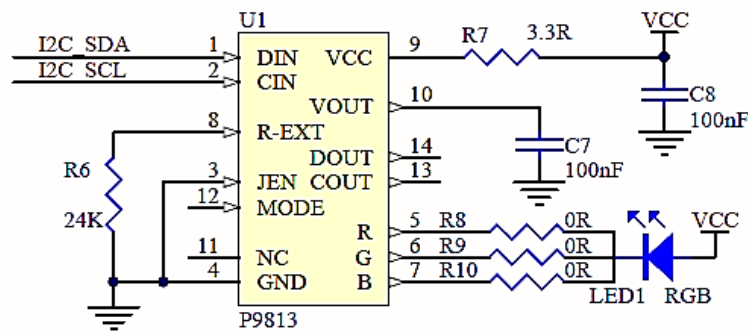 U1
I2C_SDA 1 DIN VCC 9 R7 3.3R VCC
I2C_SCL 2 CIN
VOUT 10 C8
100nF
8 R-EXT
C7
100nF
DOUT 14
R6 3 JEN COUT 13
12 MODE
24K
R 5 R8 0R VCC
11 NC G 6 R9 0R
4 GND B 7 R10 0R
LED1 RGB
P9813